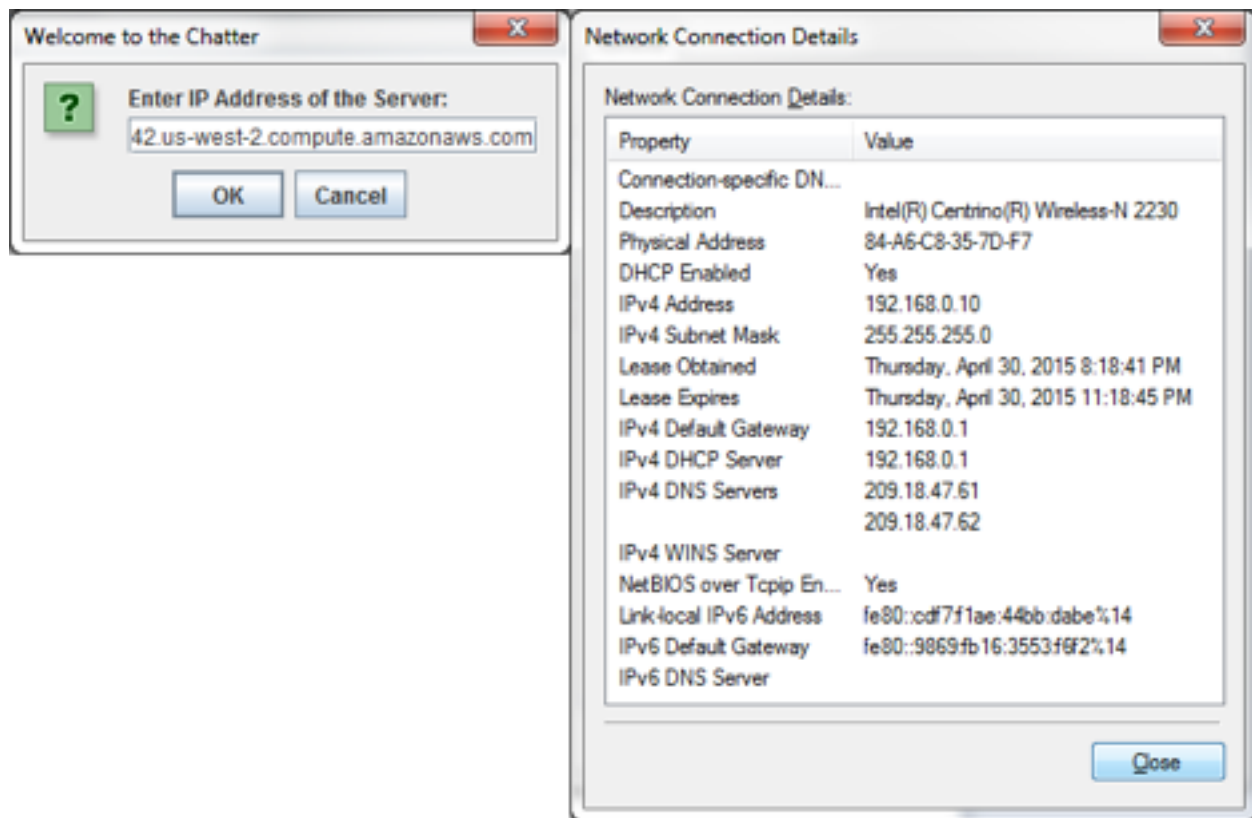 Welcome to the Chatter
Enter IP Address of the Server:
42.us-west-2.compute.amazonaws.com
OK Cancel
Network Connection Details
Network Connection Details:
Property Value
Connection-specific DN...
Description Intel(R) Centrino(R) Wireless-N 2230
Physical Address 84-A6-C8-35-7D-F7
DHCP Enabled Yes
IPv4 Address 192.168.0.10
IPv4 Subnet Mask 255.255.255.0
Lease Obtained Thursday, April 30, 2015 8:18:41 PM
Lease Expires Thursday, April 30, 2015 11:18:45 PM
IPv4 Default Gateway 192.168.0.1
IPv4 DHCP Server 192.168.0.1
IPv4 DNS Servers 209.18.47.61
209.18.47.62
IPv4 WINS Server
NetBIOS over Tcpip En... Yes
Link-local IPv6 Address fe80::cdf7:f1ae:44bb:dabe%14
IPv6 Default Gateway fe80::9869:fb16:3553:f6f2%14
IPv6 DNS Server
Close